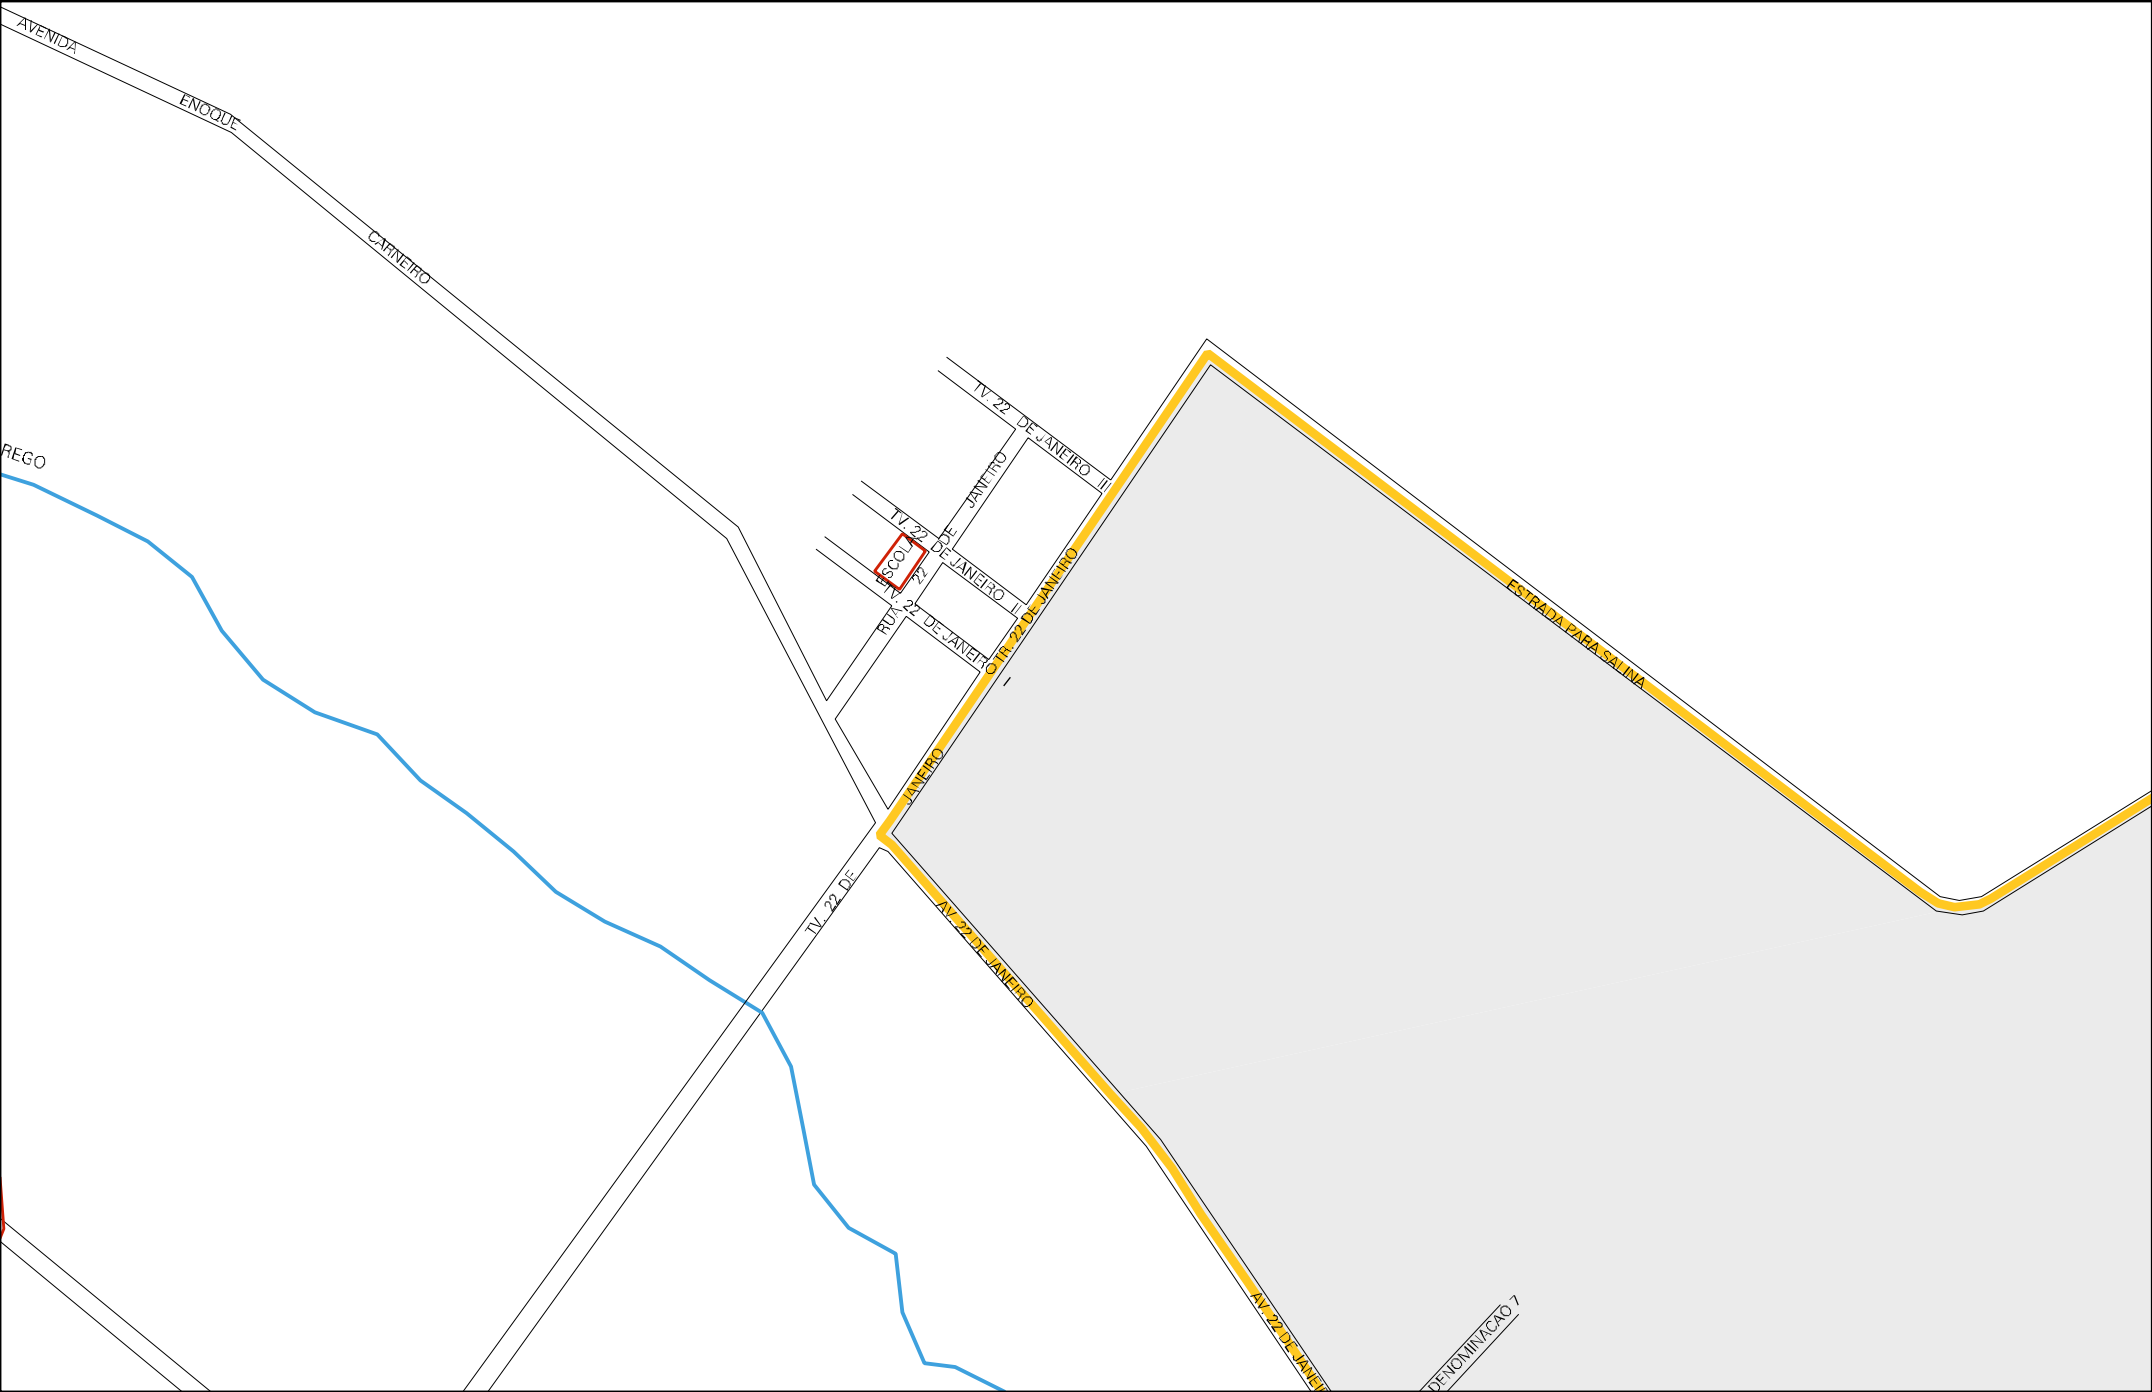 AVENIDA
ENOQUE
CARNEIRO
REGO
TV. 22 DE JANEIRO III
RUA 22 DE JANEIRO
TV. 22 DE JANEIRO II
ESCOLA
TV. 22 DE JANEIRO I
TR. 22 DE JANEIRO
ESTRADA PARA SALINA
TV. 22 DE JANEIRO
AV. 22 DE JANEIRO
AV. 22 DE JANEI
DENOMINACAO 7